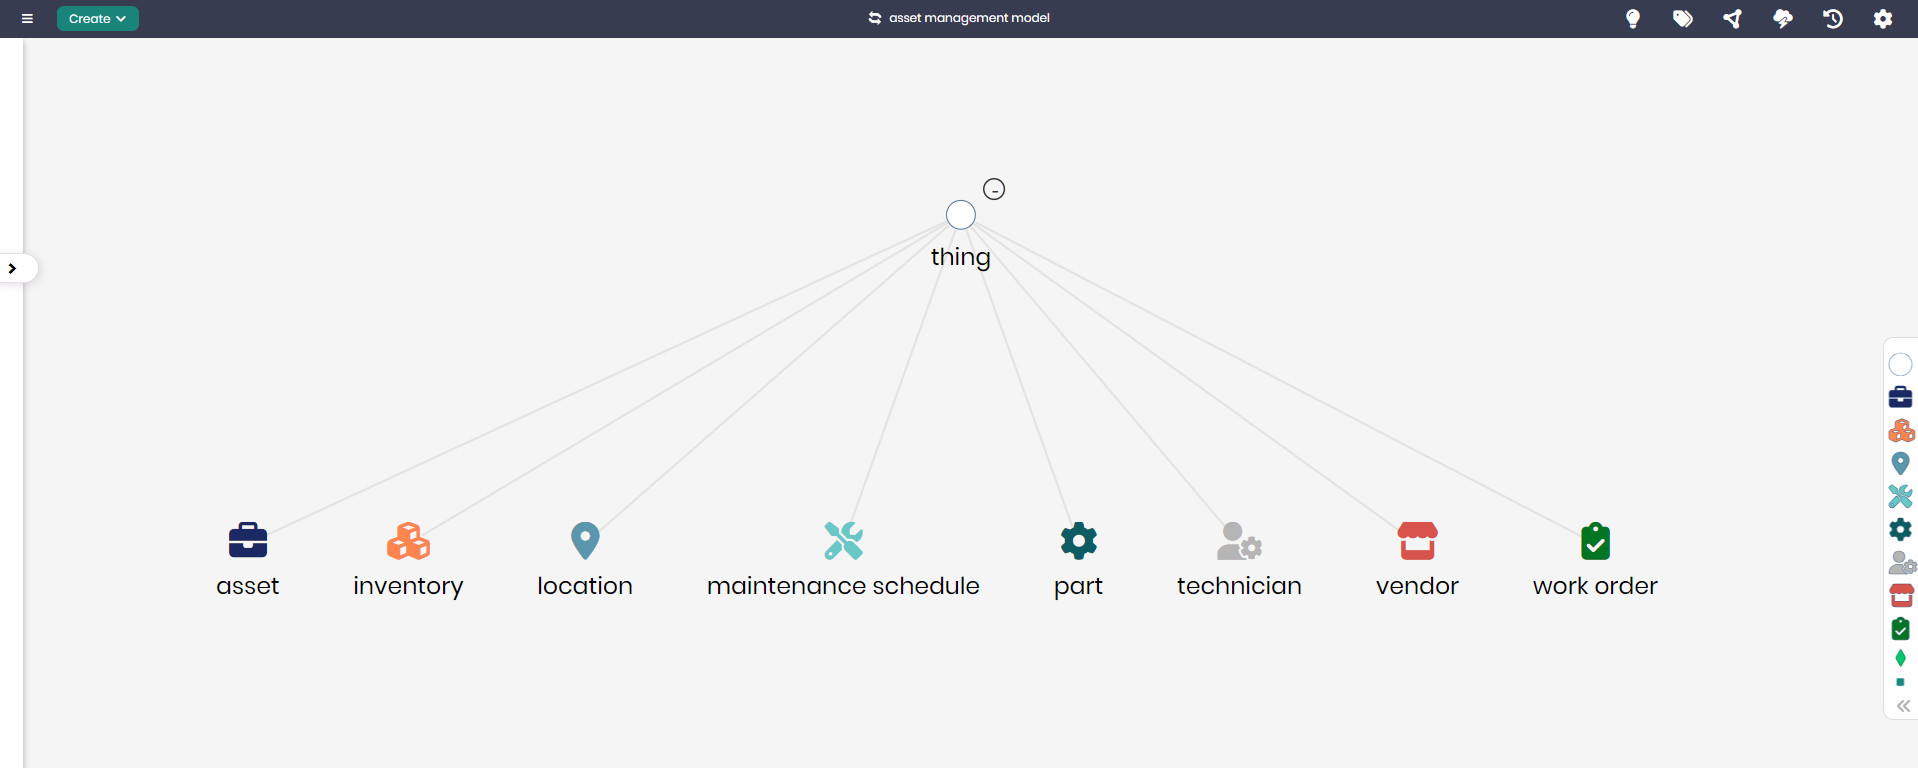 Create
asset management model
thing
asset
inventory
location
maintenance schedule
part
technician
vendor
work order